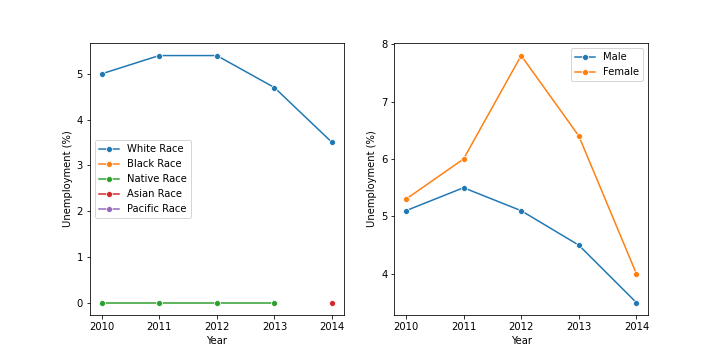 Unemployment (%)
5
4
3
2
1
0
White Race
Black Race
Native Race
Asian Race
Pacific Race
2010 2011 2012 2013 2014
Year
Unemployment (%)
8
7
6
5
4
Male
Female
2010 2011 2012 2013 2014
Year